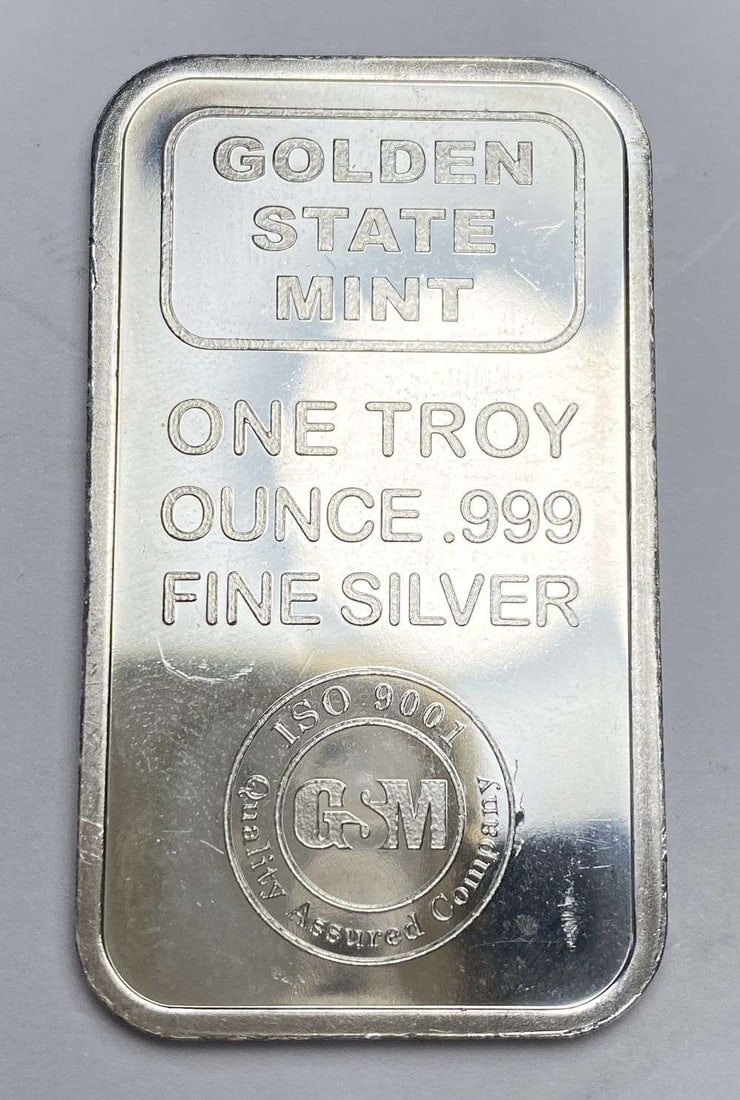 GOLDEN
STATE
MINT
ONE TROY
OUNCE .999
FINE SILVER
ISO 9001
GSM
Quality Assured Company